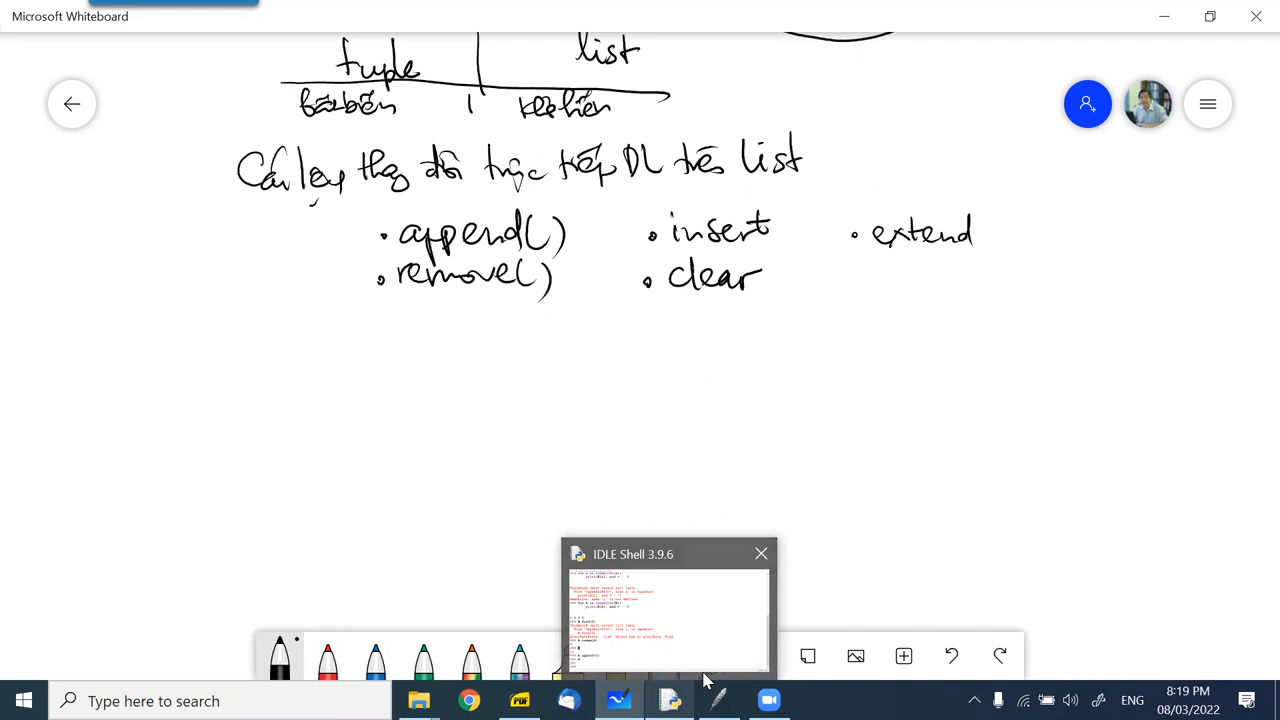 Microsoft Whiteboard
tuple list
bất biến khả biến
Các lệnh thay đổi trực tiếp DL trên list
. append() . insert . extend
. remove() . clear
IDLE Shell 3.9.6
Type here to search
PDF
ENG
8:19 PM
08/03/2022